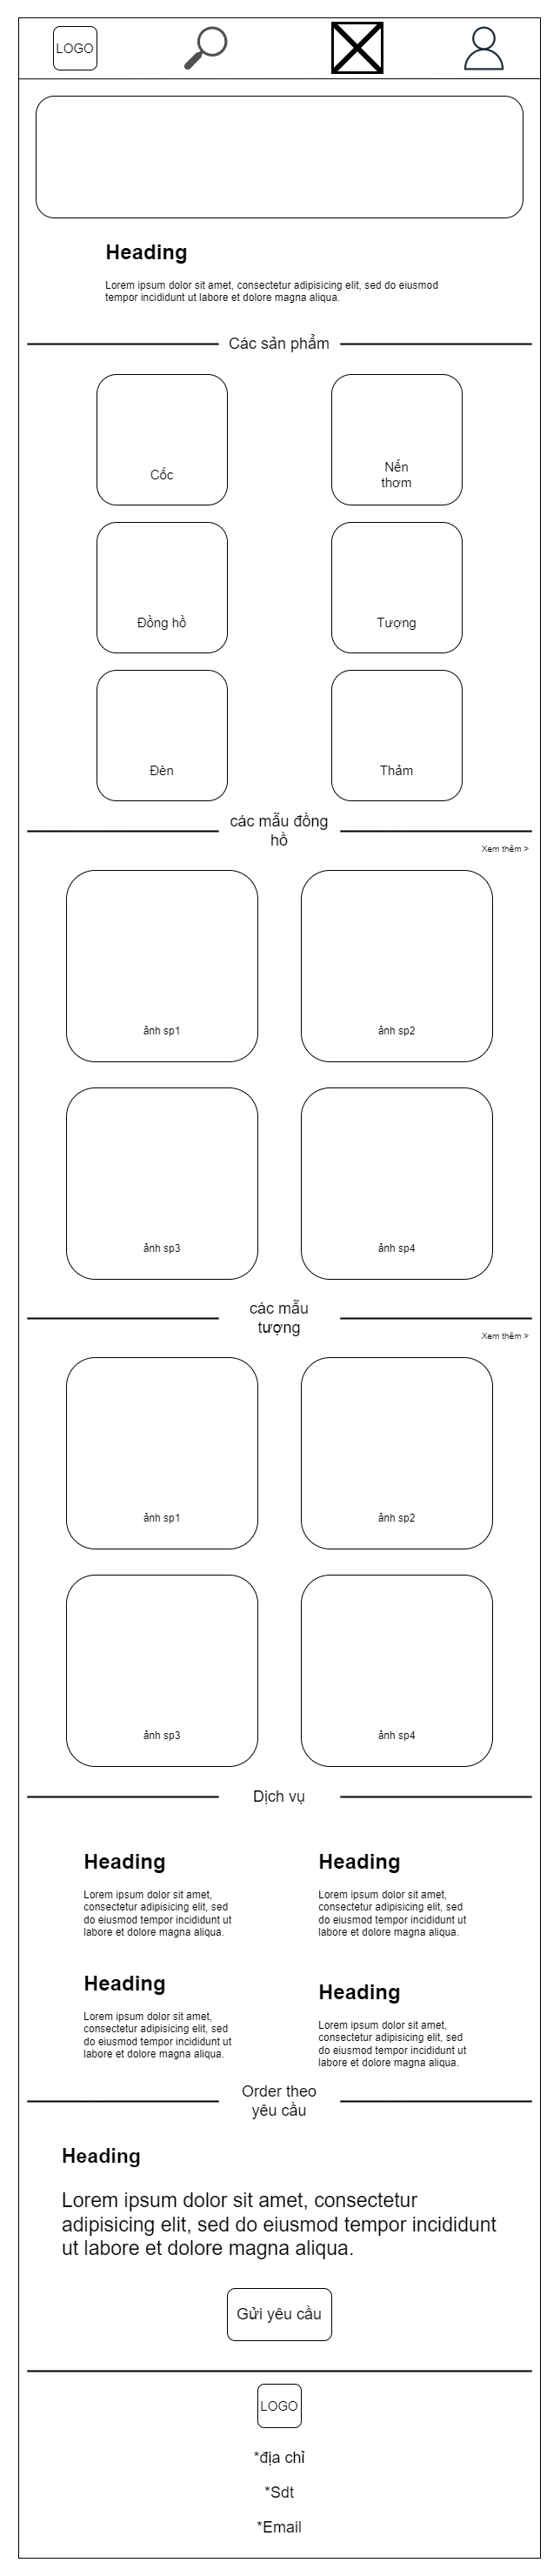 LOGO
Heading
Lorem ipsum dolor sit amet, consectetur adipisicing elit, sed do eiusmod
tempor incididunt ut labore et dolore magna aliqua.
Các sản phẩm
Cốc
Nến
thơm
Đồng hồ
Tượng
Đèn
Thảm
các mẫu đồng
hồ
Xem thêm >
ảnh sp1
ảnh sp2
ảnh sp3
ảnh sp4
các mẫu
tượng
Xem thêm >
ảnh sp1
ảnh sp2
ảnh sp3
ảnh sp4
Dịch vụ
Heading
Lorem ipsum dolor sit amet,
consectetur adipisicing elit, sed
do eiusmod tempor incididunt ut
labore et dolore magna aliqua.
Heading
Lorem ipsum dolor sit amet,
consectetur adipisicing elit, sed
do eiusmod tempor incididunt ut
labore et dolore magna aliqua.
Heading
Lorem ipsum dolor sit amet,
consectetur adipisicing elit, sed
do eiusmod tempor incididunt ut
labore et dolore magna aliqua.
Heading
Lorem ipsum dolor sit amet,
consectetur adipisicing elit, sed
do eiusmod tempor incididunt ut
labore et dolore magna aliqua.
Order theo
yêu cầu
Heading
Lorem ipsum dolor sit amet, consectetur
adipisicing elit, sed do eiusmod tempor incididunt
ut labore et dolore magna aliqua.
Gửi yêu cầu
LOGO
*địa chỉ
*Sdt
*Email